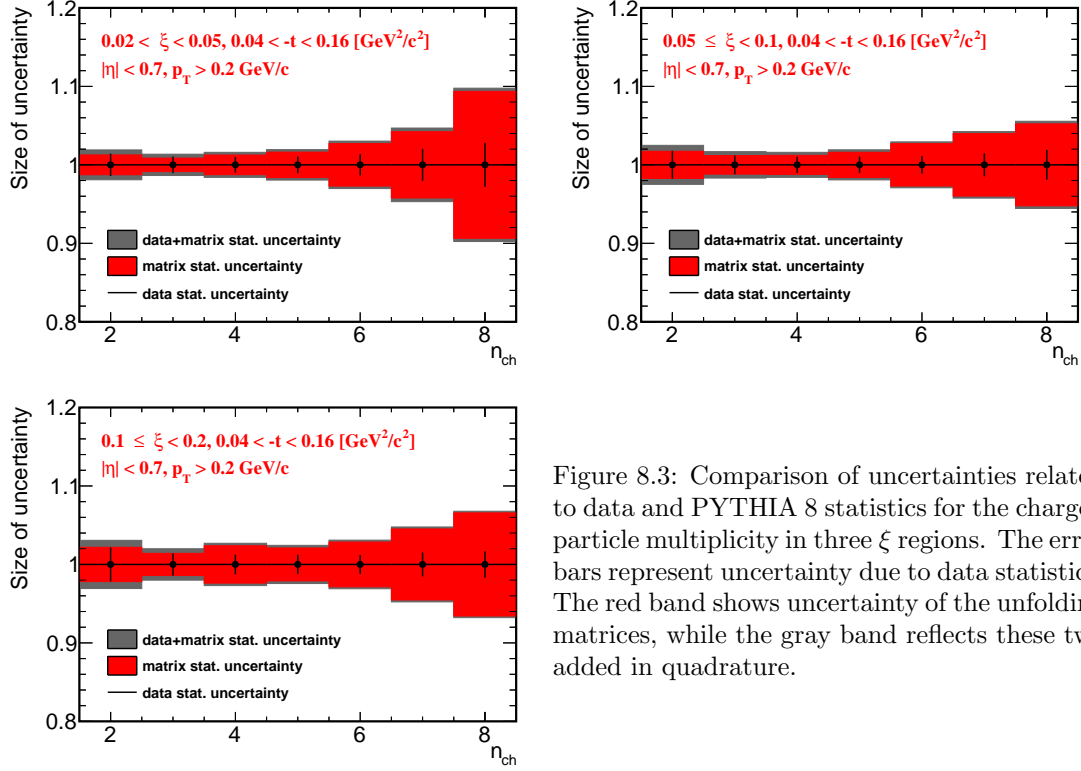 Size of uncertainty
1.2
1.1
1
0.9
0.8
0.02 < ξ < 0.05, 0.04 < -t < 0.16 [GeV²/c²]
|η| < 0.7, p_T > 0.2 GeV/c
data+matrix stat. uncertainty
matrix stat. uncertainty
data stat. uncertainty
2 4 6 8
n_ch
Size of uncertainty
1.2
1.1
1
0.9
0.8
0.05 ≤ ξ < 0.1, 0.04 < -t < 0.16 [GeV²/c²]
|η| < 0.7, p_T > 0.2 GeV/c
data+matrix stat. uncertainty
matrix stat. uncertainty
data stat. uncertainty
2 4 6 8
n_ch
Size of uncertainty
1.2
1.1
1
0.9
0.8
0.1 ≤ ξ < 0.2, 0.04 < -t < 0.16 [GeV²/c²]
|η| < 0.7, p_T > 0.2 GeV/c
data+matrix stat. uncertainty
matrix stat. uncertainty
data stat. uncertainty
2 4 6 8
n_ch
Figure 8.3: Comparison of uncertainties relate
to data and PYTHIA 8 statistics for the charge
particle multiplicity in three ξ regions. The err
bars represent uncertainty due to data statistic
The red band shows uncertainty of the unfoldin
matrices, while the gray band reflects these tw
added in quadrature.